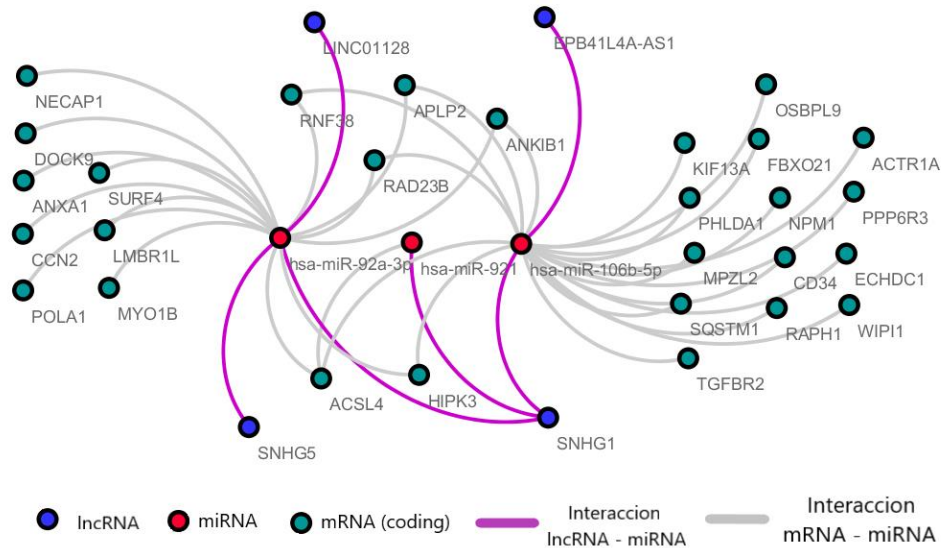 LINC01128
EPB41L4A-AS1
NECAP1
RNF38
APLP2
OSBPL9
ANKIB1
DOCK9
KIF13A
FBXO21
ACTR1A
RAD23B
ANXA1
SURF4
PHLDA1
NPM1
PPP6R3
CCN2
LMBR1L
hsa-miR-92a-3p
hsa-miR-921
hsa-miR-106b-5p
MPZL2
CD34
ECHDC1
POLA1
MYO1B
SQSTM1
RAPH1
WIPI1
TGFBR2
ACSL4
HIPK3
SNHG5
SNHG1
lncRNA
miRNA
mRNA (coding)
Interaccion
lncRNA - miRNA
Interaccion
mRNA - miRNA